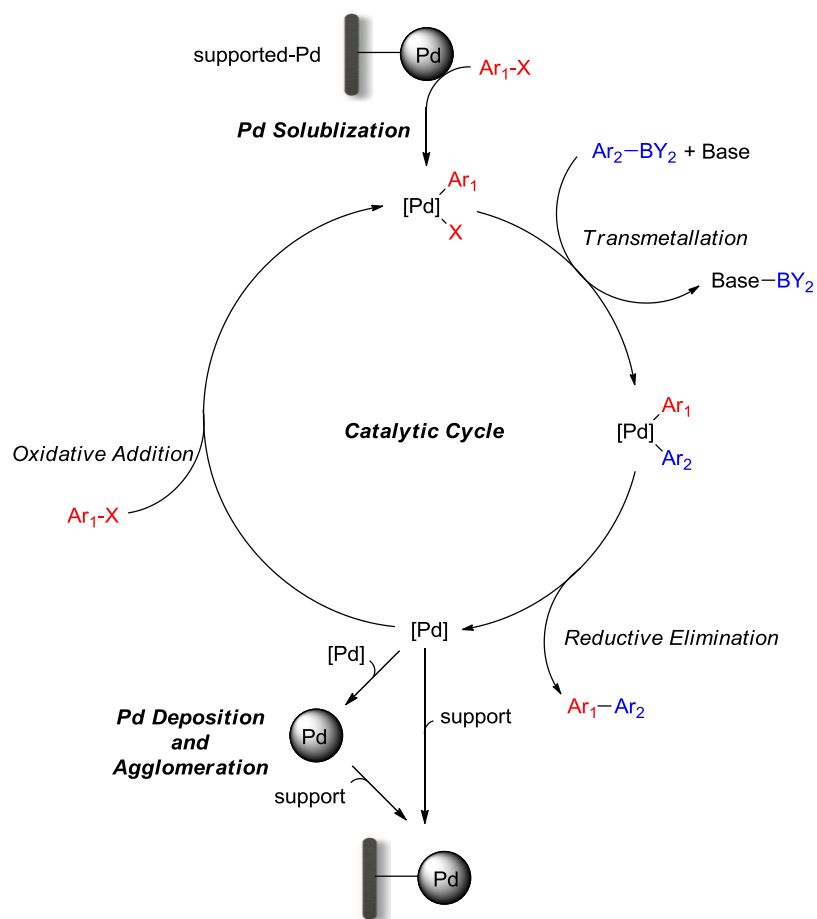 supported-Pd
Pd
Ar₁-X
Pd Solublization
Ar₂–BY₂ + Base
[Pd]
Ar₁
X
Transmetallation
Base–BY₂
Ar₁
[Pd]
Ar₂
Catalytic Cycle
Oxidative Addition
Ar₁-X
[Pd]
Reductive Elimination
[Pd]
Ar₁–Ar₂
Pd Deposition
and
Agglomeration
Pd
support
support
Pd